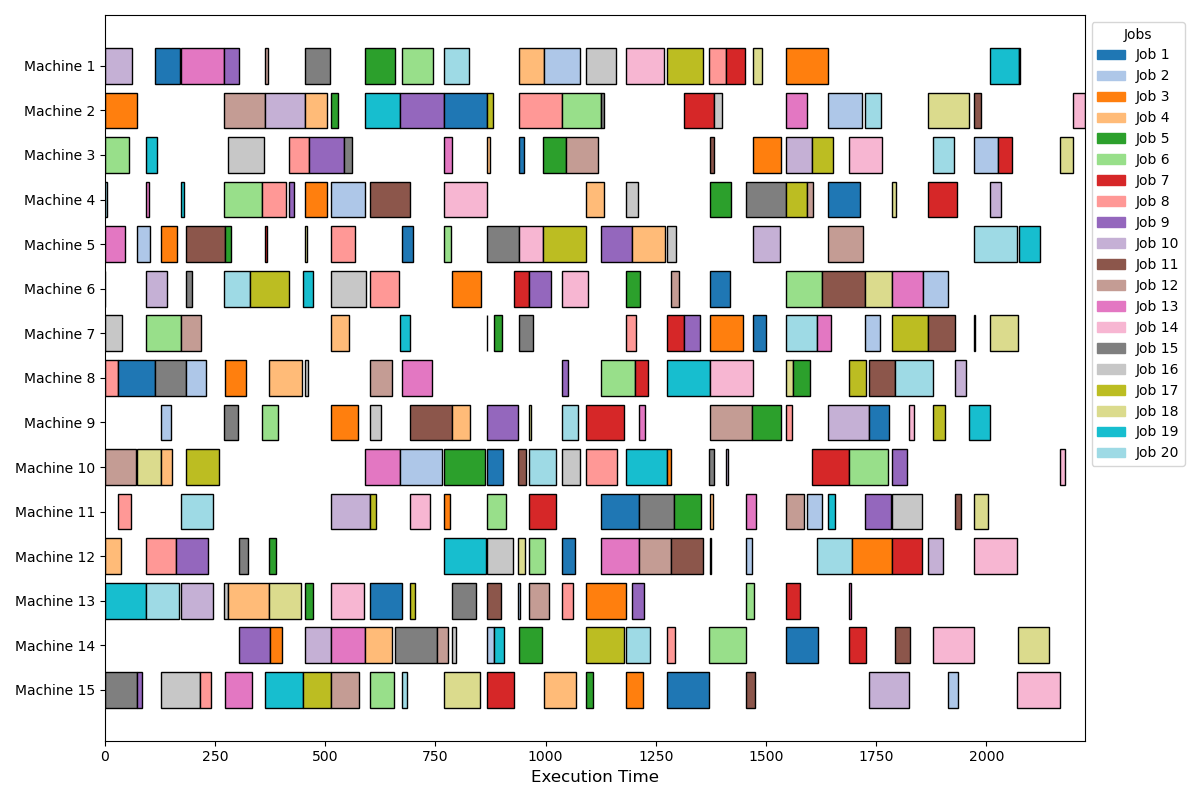 Machine 1
Machine 2
Machine 3
Machine 4
Machine 5
Machine 6
Machine 7
Machine 8
Machine 9
Machine 10
Machine 11
Machine 12
Machine 13
Machine 14
Machine 15
0 250 500 750 1000 1250 1500 1750 2000
Execution Time
Jobs
Job 1
Job 2
Job 3
Job 4
Job 5
Job 6
Job 7
Job 8
Job 9
Job 10
Job 11
Job 12
Job 13
Job 14
Job 15
Job 16
Job 17
Job 18
Job 19
Job 20